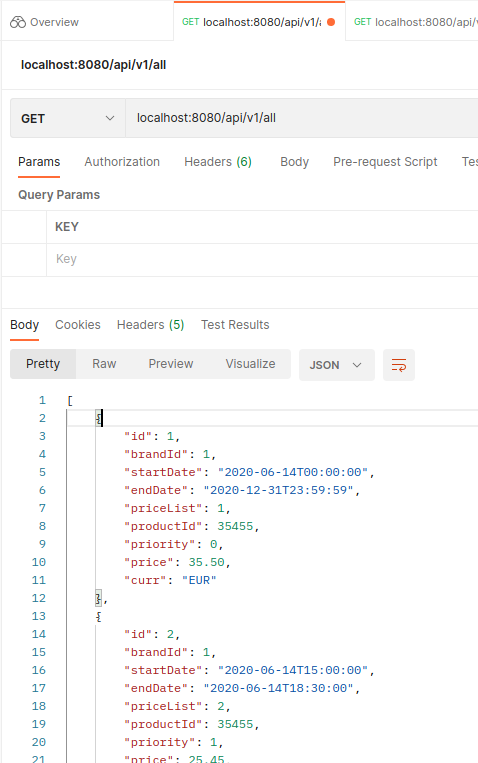 Overview
GET localhost:8080/api/v1/a
GET localhost:8080/api/v
localhost:8080/api/v1/all
GET localhost:8080/api/v1/all
Params Authorization Headers (6) Body Pre-request Script Tes
Query Params
KEY
Key
Body Cookies Headers (5) Test Results
Pretty Raw Preview Visualize JSON
1 [
2 {
3 "id": 1,
4 "brandId": 1,
5 "startDate": "2020-06-14T00:00:00",
6 "endDate": "2020-12-31T23:59:59",
7 "priceList": 1,
8 "productId": 35455,
9 "priority": 0,
10 "price": 35.50,
11 "curr": "EUR"
12 },
13 {
14 "id": 2,
15 "brandId": 1,
16 "startDate": "2020-06-14T15:00:00",
17 "endDate": "2020-06-14T18:30:00",
18 "priceList": 2,
19 "productId": 35455,
20 "priority": 1,
21 "price": 25.45,